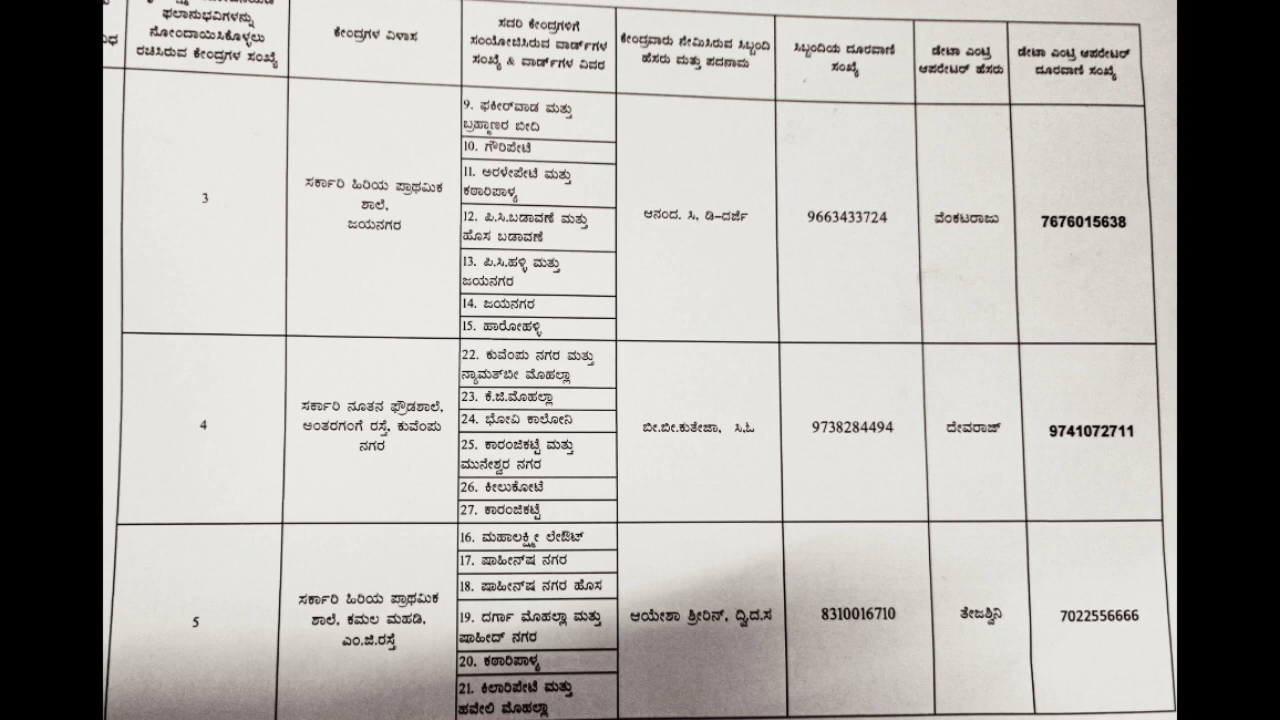 ಫಲಾನುಭವಿಗಳನ್ನು
ನೋಂದಾಯಿಸಿಕೊಳ್ಳಲು
ರಚಿಸಿರುವ ಕೇಂದ್ರಗಳ ಸಂಖ್ಯೆ
ಕೇಂದ್ರಗಳ ವಿಳಾಸ
ಸದರಿ ಕೇಂದ್ರಗಳಿಗೆ
ಸಂಯೋಜಿಸಿರುವ ವಾರ್ಡ್‌ಗಳ
ಸಂಖ್ಯೆ & ವಾರ್ಡ್‌ಗಳ ವಿವರ
ಕೇಂದ್ರವಾರು ನೇಮಿಸಿರುವ ಸಿಬ್ಬಂದಿ
ಹೆಸರು ಮತ್ತು ಪದನಾಮ
ಸಿಬ್ಬಂದಿಯ ದೂರವಾಣಿ
ಸಂಖ್ಯೆ
ಡೇಟಾ ಎಂಟ್ರಿ
ಆಪರೇಟರ್ ಹೆಸರು
ಡೇಟಾ ಎಂಟ್ರಿ ಆಪರೇಟರ್
ದೂರವಾಣಿ ಸಂಖ್ಯೆ
3
ಸರ್ಕಾರಿ ಹಿರಿಯ ಪ್ರಾಥಮಿಕ
ಶಾಲೆ,
ಜಯನಗರ
9. ಫಕೀರ್‌ವಾಡ ಮತ್ತು
ಬ್ರಹ್ಮಾಣರ ಬೀದಿ
10. ಗೌರಿಪೇಟೆ
11. ಅರಳೇಪೇಟೆ ಮತ್ತು
ಕಠಾರಿಪಾಳ್ಯ
12. ಪಿ.ಸಿ.ಬಡಾವಣೆ ಮತ್ತು
ಹೊಸ ಬಡಾವಣೆ
13. ಪಿ.ಸಿ.ಹಳ್ಳಿ ಮತ್ತು
ಜಯನಗರ
14. ಜಯನಗರ
15. ಹಾರೋಹಳ್ಳಿ
ಆನಂದ. ಸಿ, ಡಿ-ದರ್ಜೆ
9663433724
ವೆಂಕಟರಾಜು
7676015638
4
ಸರ್ಕಾರಿ ನೂತನ ಫ್ರೌಡಶಾಲೆ,
ಅಂತರಗಂಗೆ ರಸ್ತೆ, ಕುವೆಂಪು
ನಗರ
22. ಕುವೆಂಪು ನಗರ ಮತ್ತು
ನ್ಯಾಮತ್‌ಬೀ ಮೊಹಲ್ಲಾ
23. ಕೆ.ಜಿ.ಮೊಹಲ್ಲಾ
24. ಭೋವಿ ಕಾಲೋನಿ
25. ಕಾರಂಜಿಕಟ್ಟೆ ಮತ್ತು
ಮುನೇಶ್ವರ ನಗರ
26. ಕೀಲುಕೋಟೆ
27. ಕಾರಂಜಿಕಟ್ಟೆ
ಬೀ.ಬೀ.ಕುತೇಜಾ, ಸಿ.ಓ
9738284494
ದೇವರಾಜ್
9741072711
5
ಸರ್ಕಾರಿ ಹಿರಿಯ ಪ್ರಾಥಮಿಕ
ಶಾಲೆ, ಕಮಲ ಮಹಡಿ,
ಎಂ.ಜಿ.ರಸ್ತೆ
16. ಮಹಾಲಕ್ಷ್ಮೀ ಲೇಔಟ್
17. ಷಾಹೀನ್‌ಷ ನಗರ
18. ಷಾಹೀನ್‌ಷ ನಗರ ಹೊಸ
19. ದರ್ಗಾ ಮೊಹಲ್ಲಾ ಮತ್ತು
ಷಾಹೀದ್ ನಗರ
20. ಕಠಾರಿಪಾಳ್ಯ
21. ಕಿಲಾರಿಪೇಟೆ ಮತ್ತು
ಹವೇಲಿ ಮೊಹಲ್ಲಾ
ಆಯೇಶಾ ಶ್ರೀರಿನ್, ದ್ವಿ.ದ.ಸ
8310016710
ತೇಜಶ್ವಿನಿ
7022556666